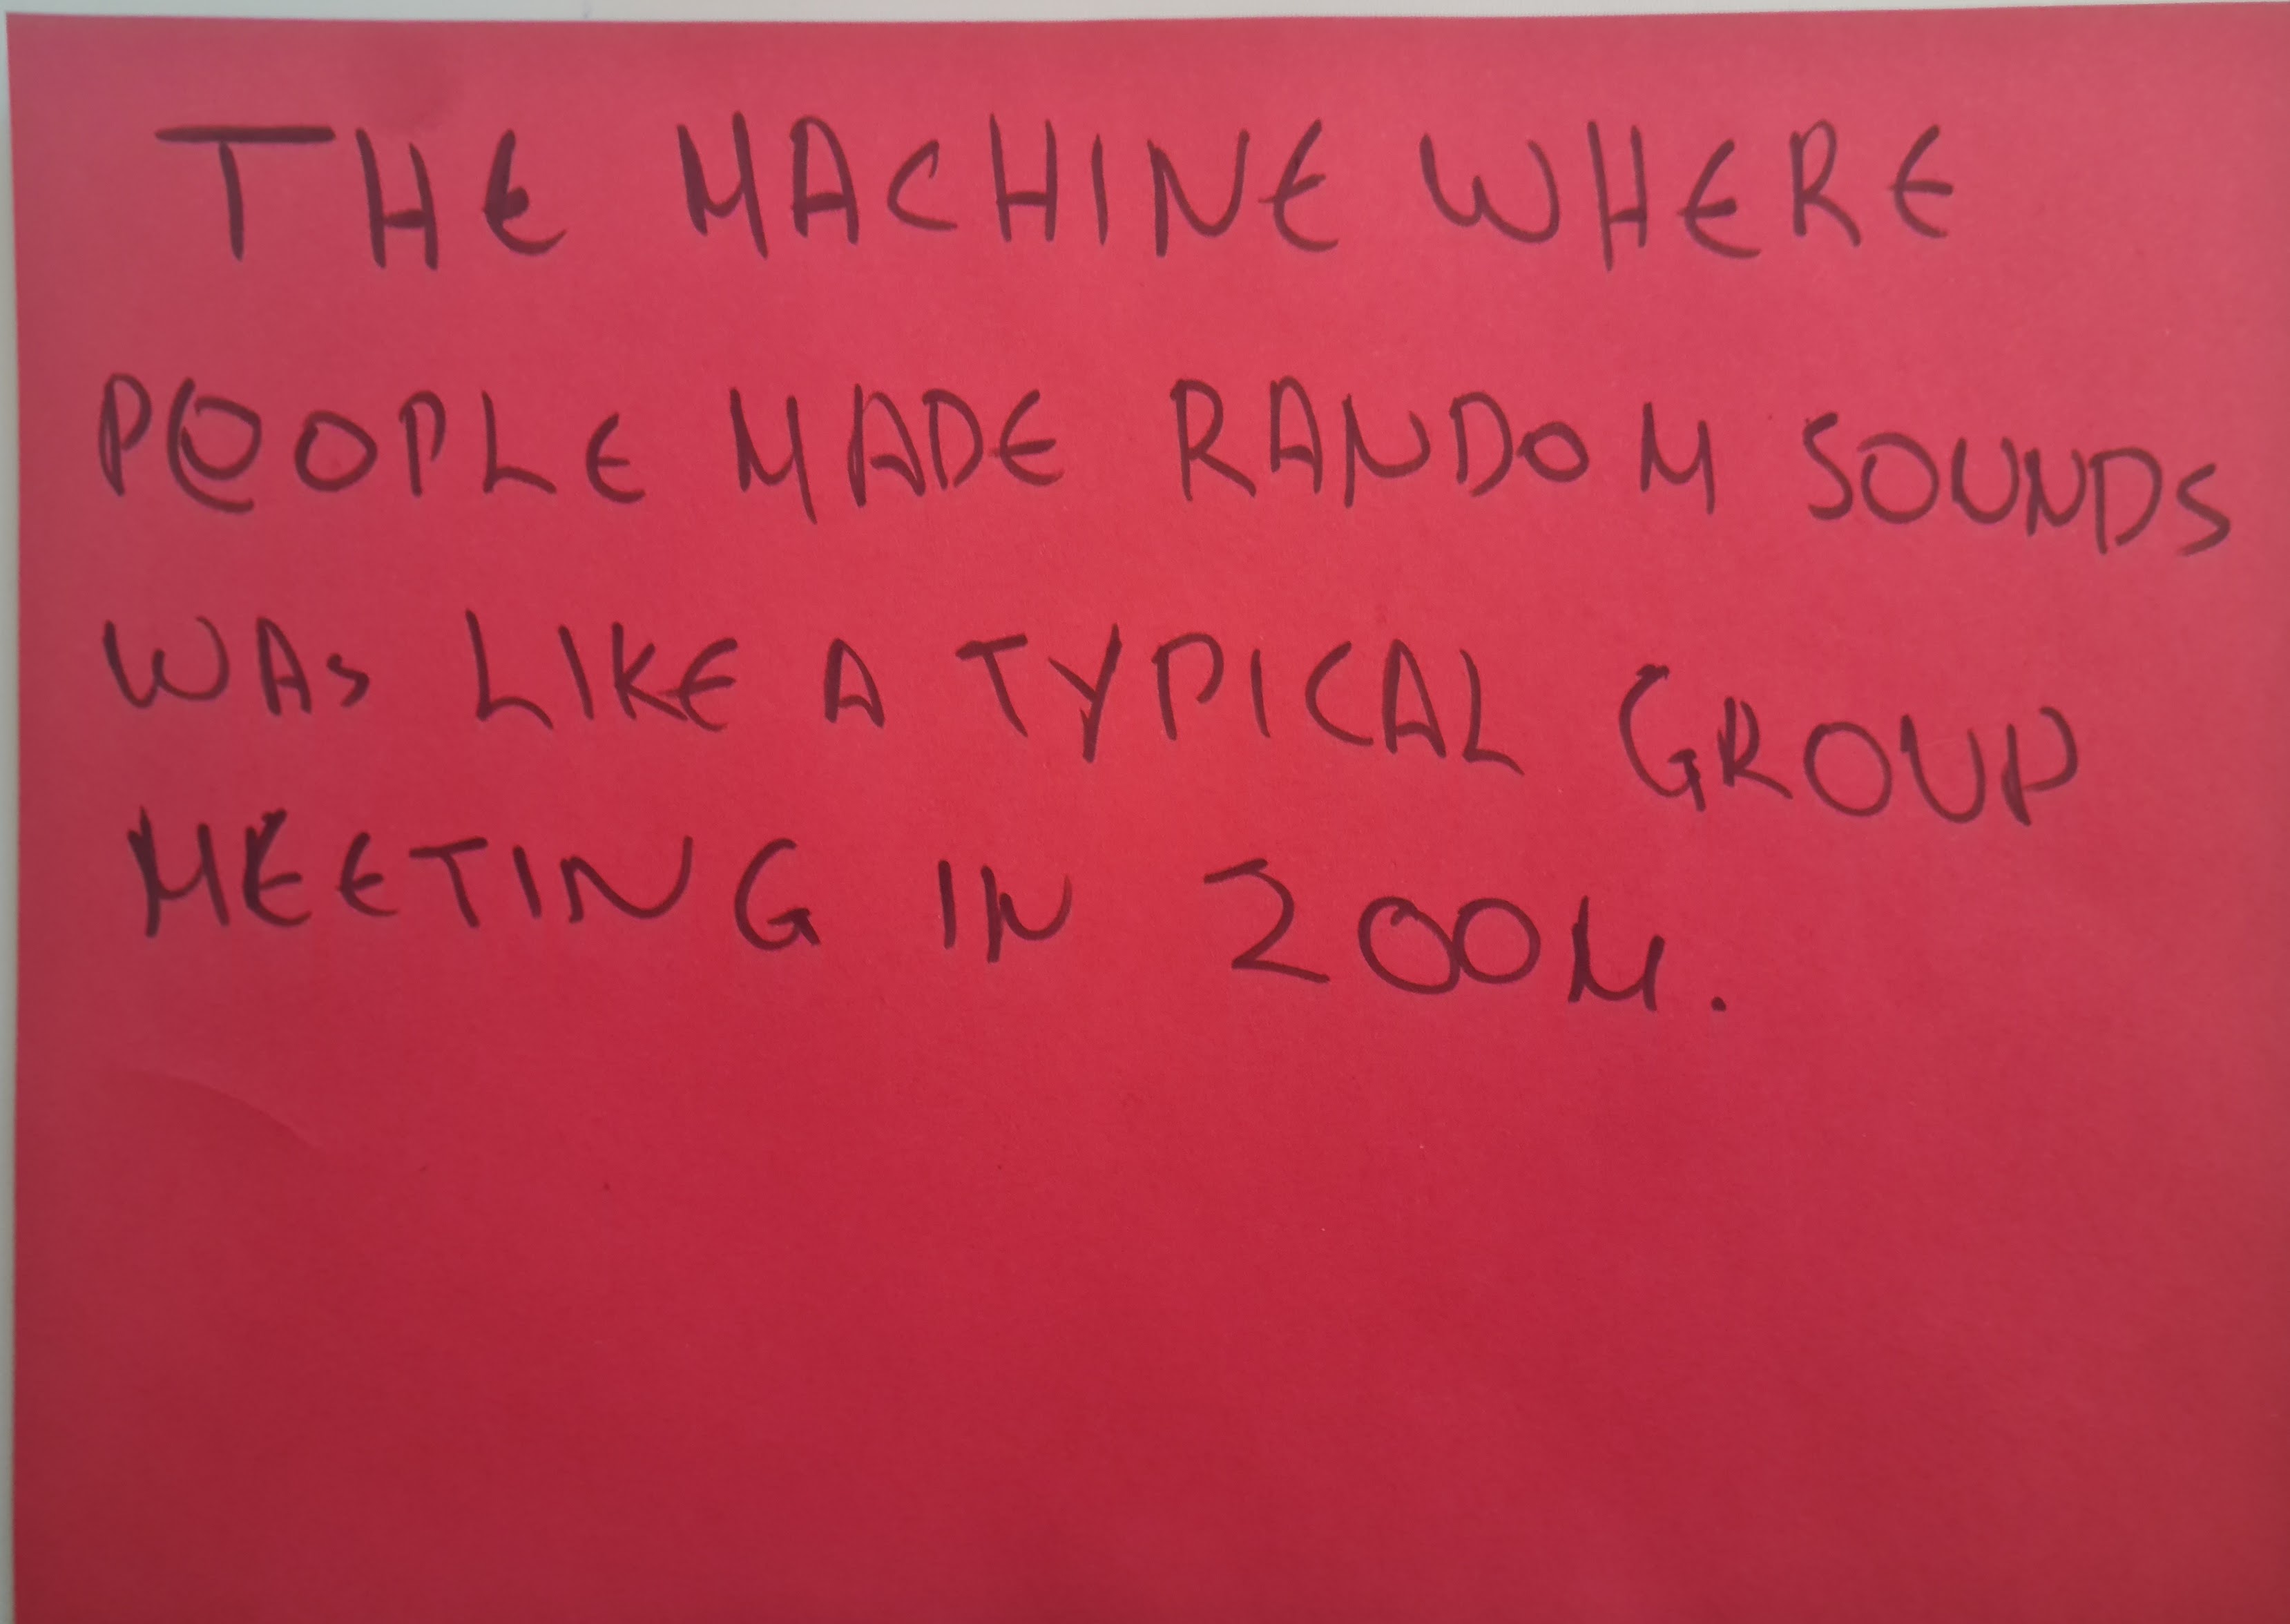 THE MACHINE WHERE
PEOPLE MADE RANDOM SOUNDS
WAS LIKE A TYPICAL GROUP
MEETING IN ZOOM.